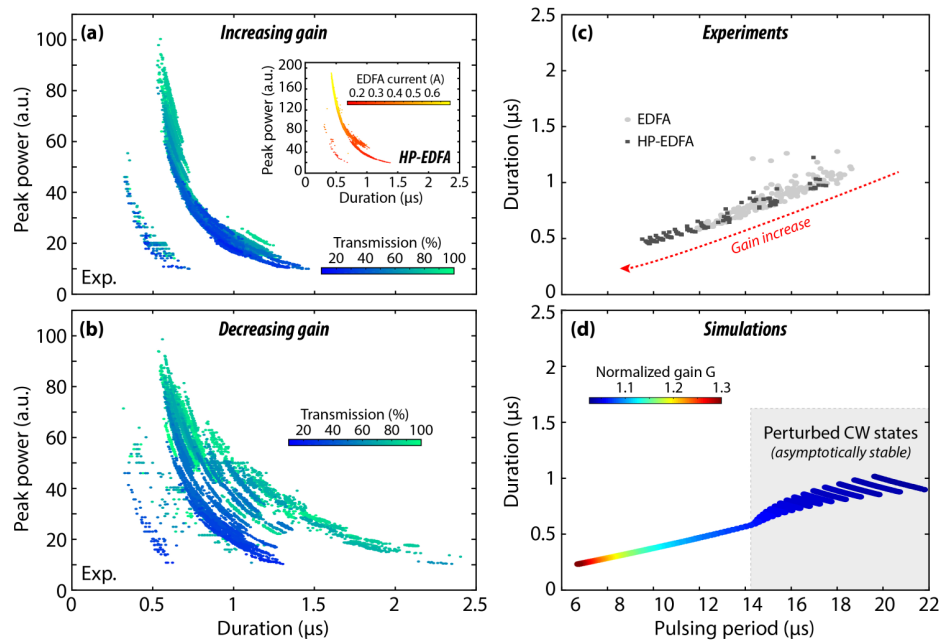 (a)
Increasing gain
100
80
60
40
20
0
Peak power (a.u.)
200
160
120
80
40
0
Peak power (a.u.)
EDFA current (A)
0.2 0.3 0.4 0.5 0.6
HP-EDFA
0 0.5 1 1.5 2 2.5
Duration (μs)
Transmission (%)
20 40 60 80 100
Exp.
(b)
Decreasing gain
100
80
60
40
20
0
Peak power (a.u.)
Transmission (%)
20 40 60 80 100
Exp.
0 0.5 1 1.5 2 2.5
Duration (μs)
(c)
Experiments
2.5
2
1.5
1
0.5
0
Duration (μs)
EDFA
HP-EDFA
Gain increase
(d)
Simulations
2.5
2
1.5
1
0.5
0
Duration (μs)
Normalized gain G
1.1 1.2 1.3
Perturbed CW states
(asymptotically stable)
6 8 10 12 14 16 18 20 22
Pulsing period (μs)